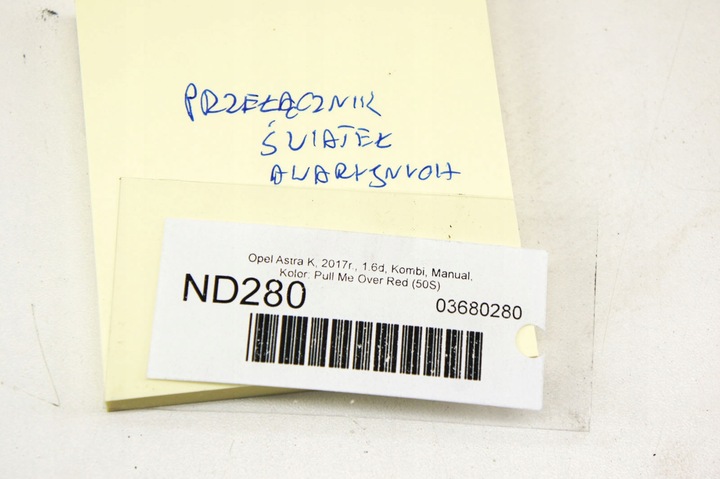 PRZEŁĄCZNIK
ŚWIATEŁ
AWARYJNYCH
Opel Astra K, 2017r., 1.6d, Kombi, Manual,
Kolor: Pull Me Over Red (50S)
ND280
03680280